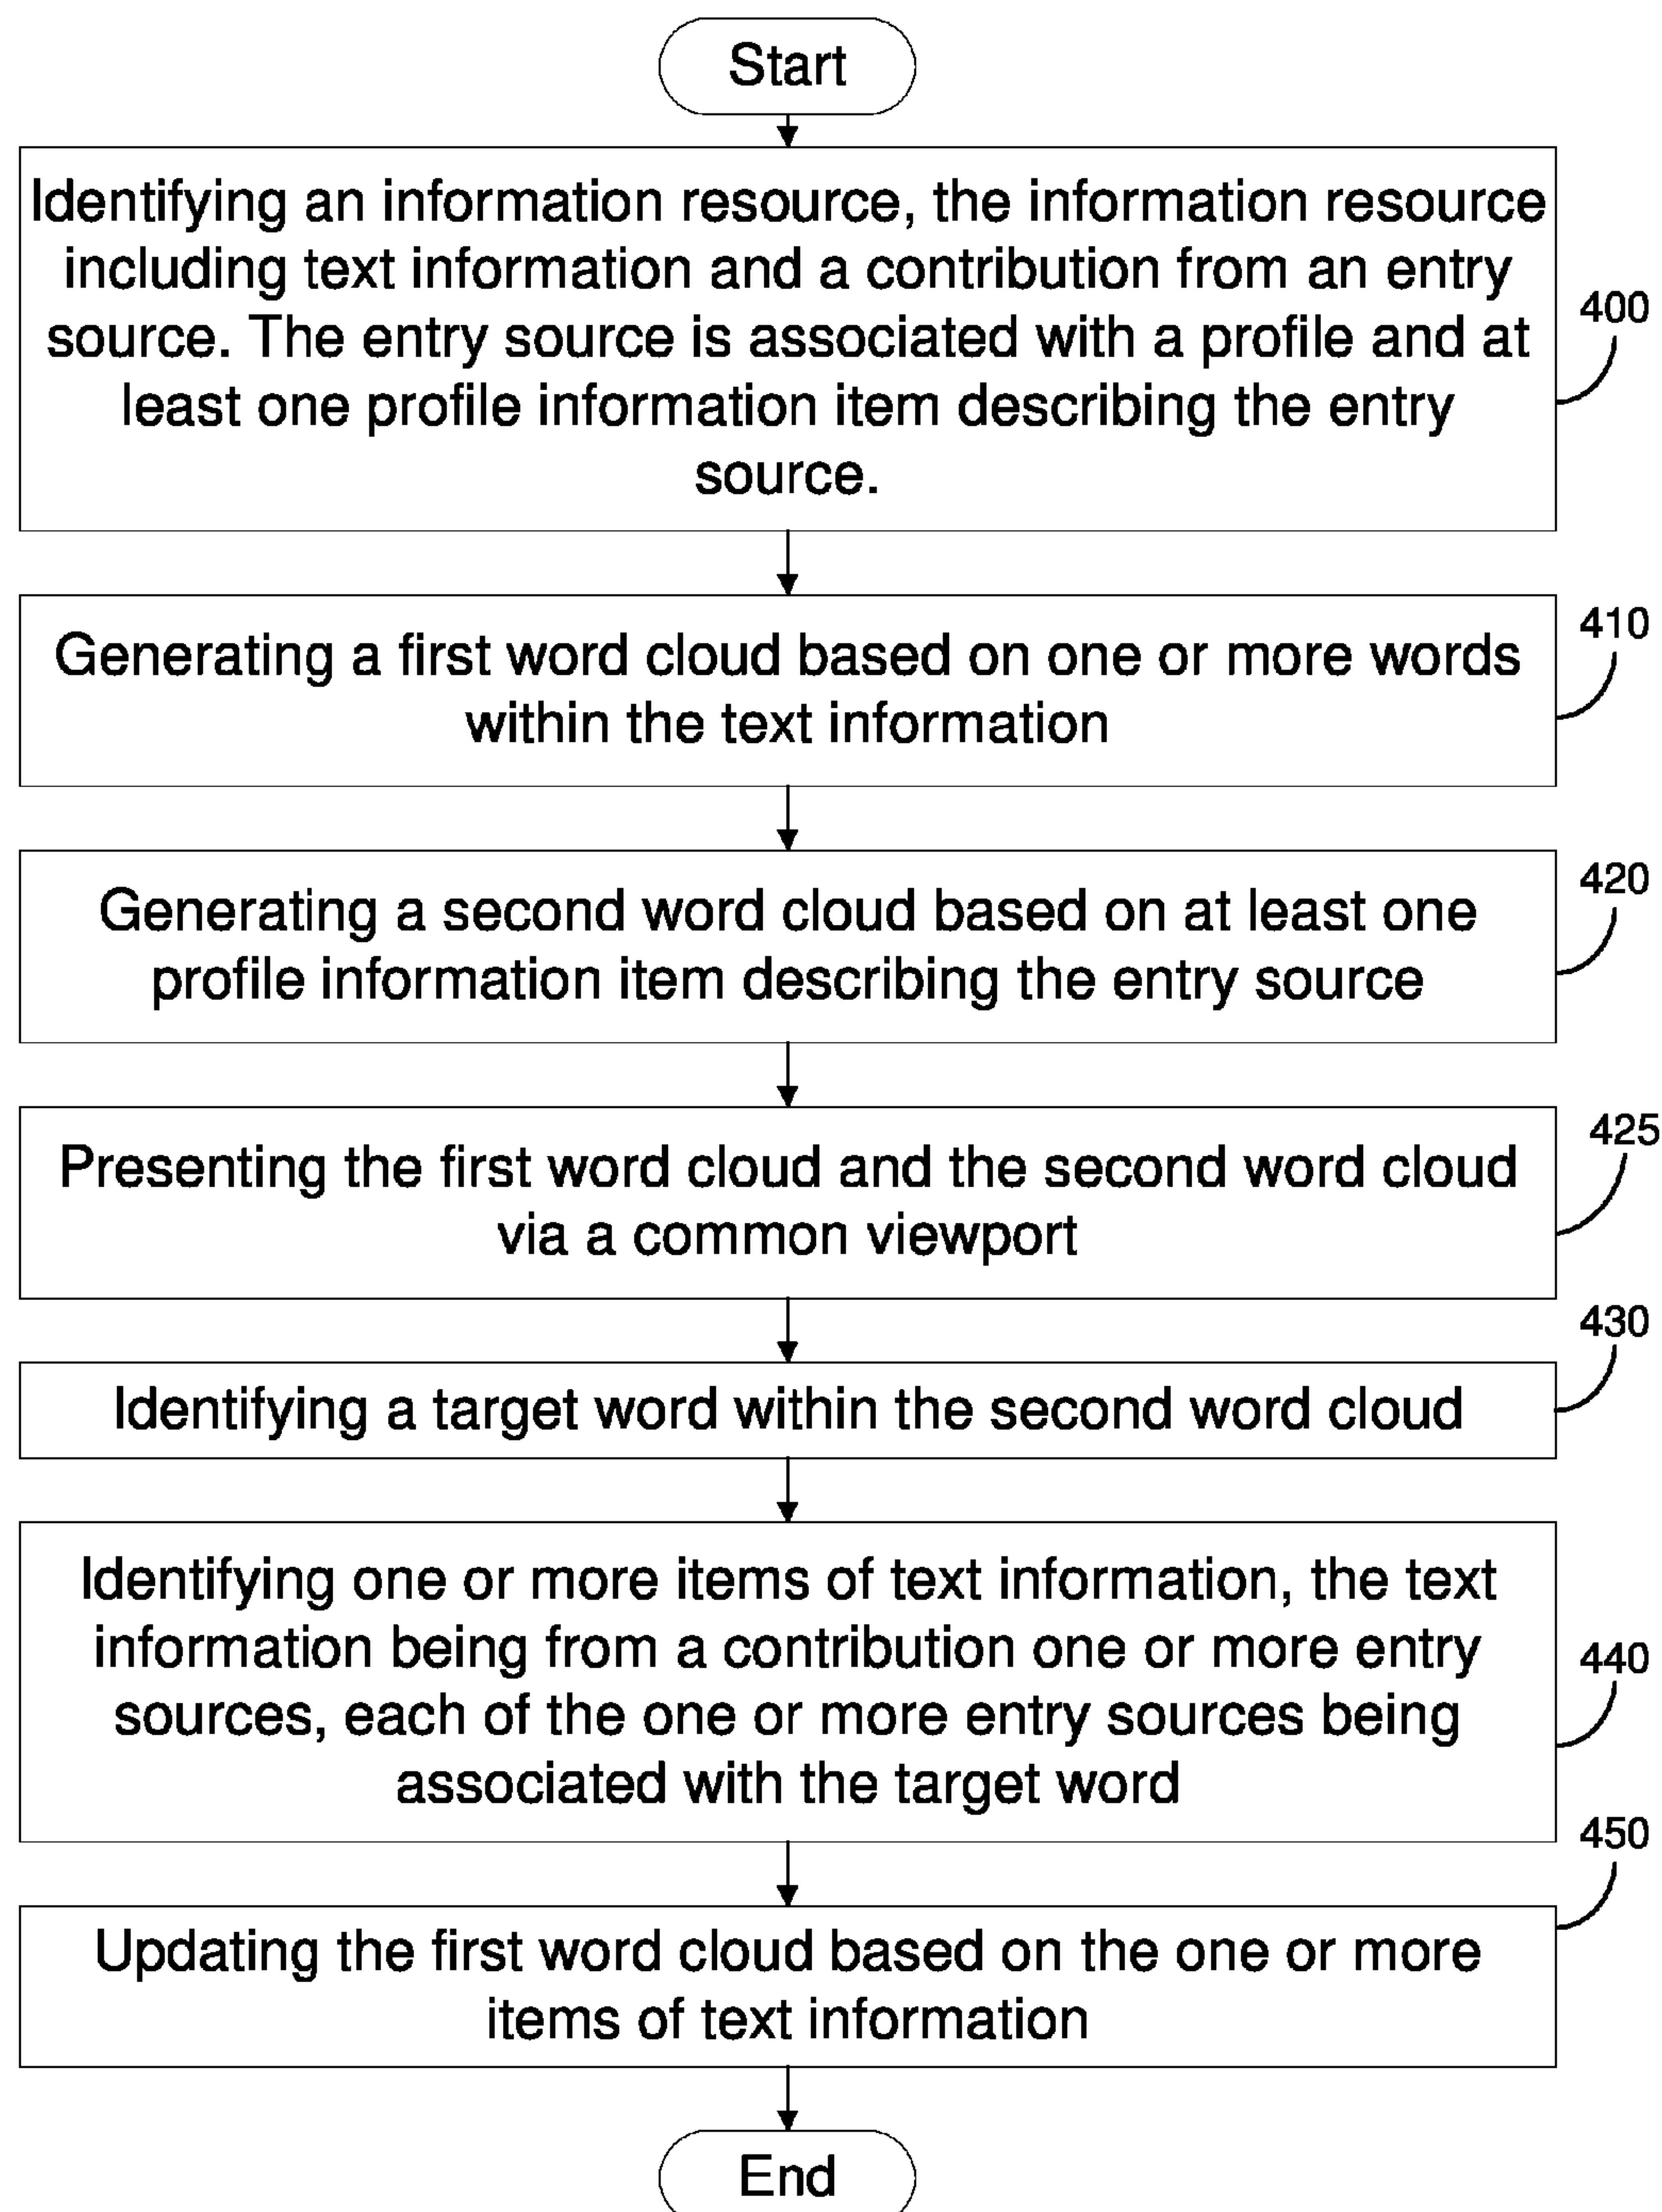 Start
Identifying an information resource, the information resource
including text information and a contribution from an entry
source. The entry source is associated with a profile and at
least one profile information item describing the entry
source.
400
Generating a first word cloud based on one or more words
within the text information
410
Generating a second word cloud based on at least one
profile information item describing the entry source
420
Presenting the first word cloud and the second word cloud
via a common viewport
425
Identifying a target word within the second word cloud
430
Identifying one or more items of text information, the text
information being from a contribution one or more entry
sources, each of the one or more entry sources being
associated with the target word
440
Updating the first word cloud based on the one or more
items of text information
450
End